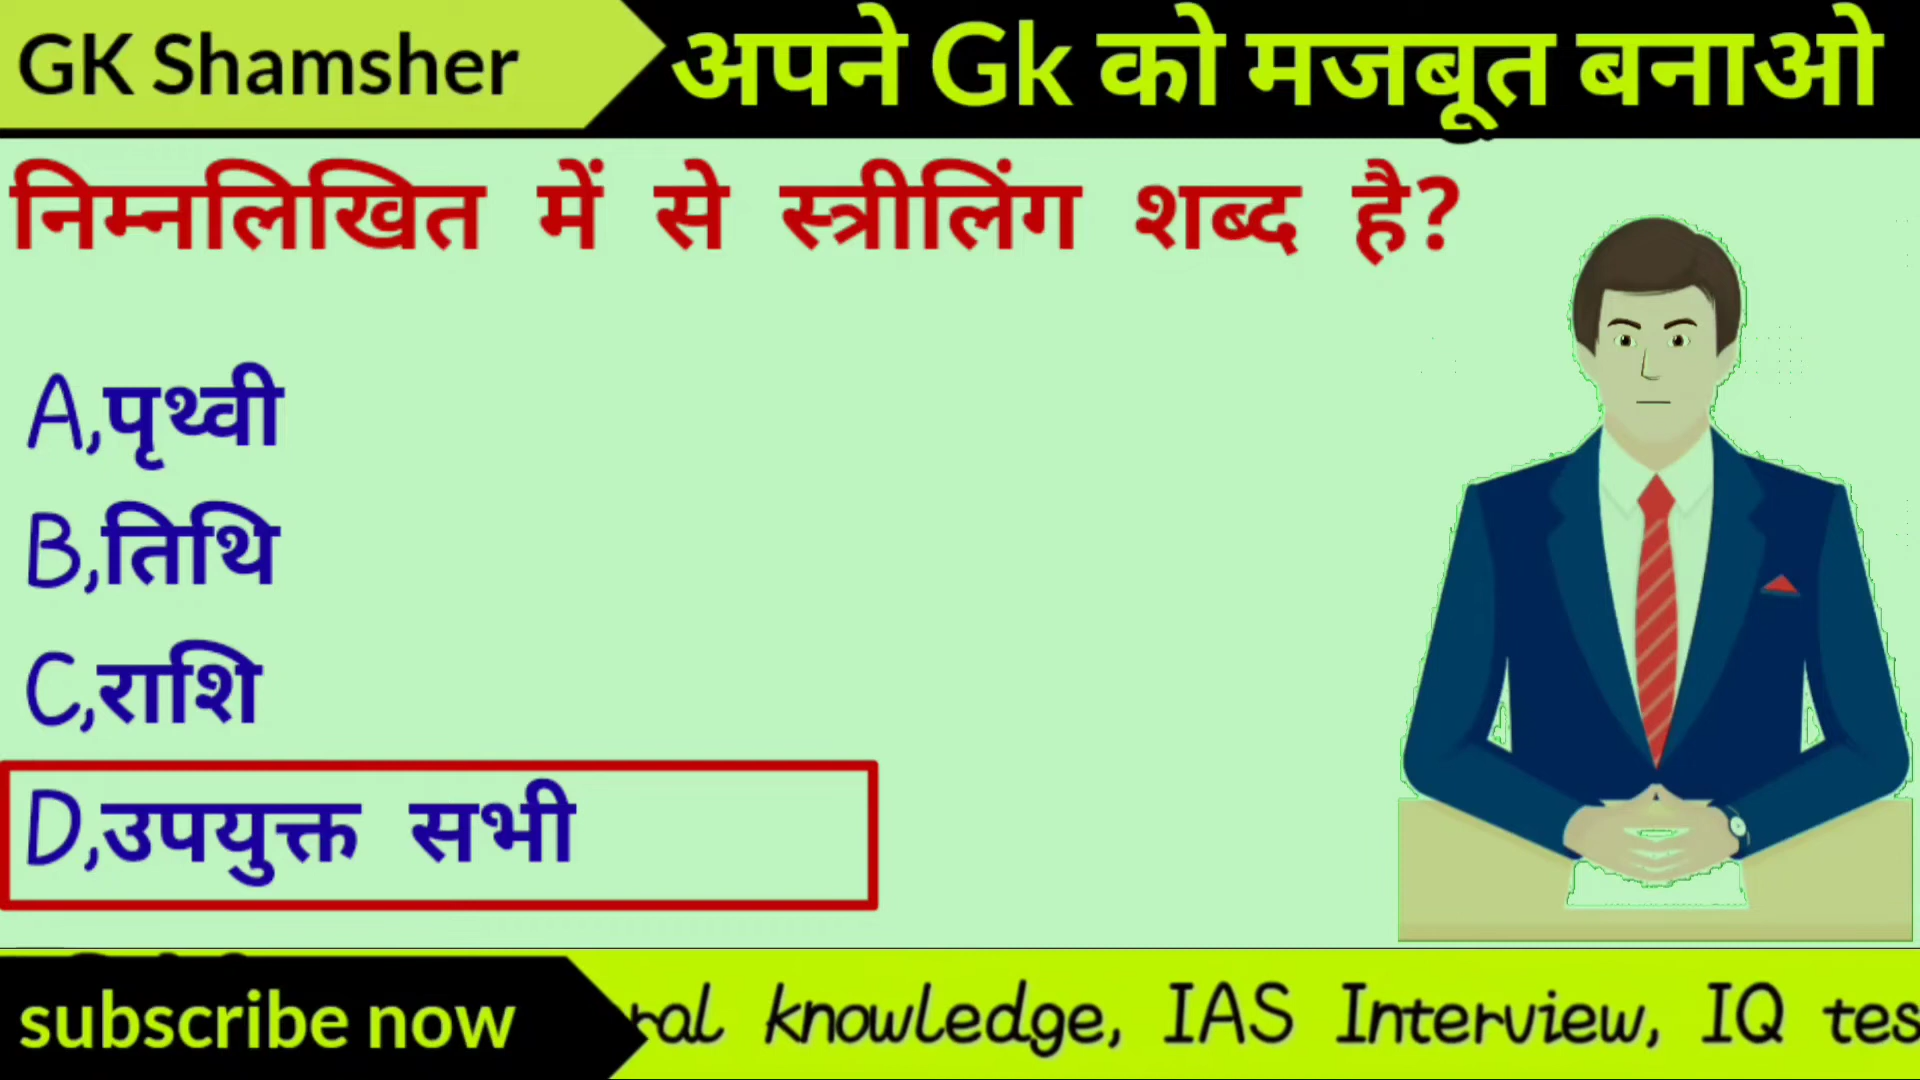 GK Shamsher
अपने Gk को मजबूत बनाओ
निम्नलिखित में से स्त्रीलिंग शब्द है?
A,पृथ्वी
B,तिथि
C,राशि
D,उपयुक्त सभी
subscribe now
knowledge, IAS Interview, IQ